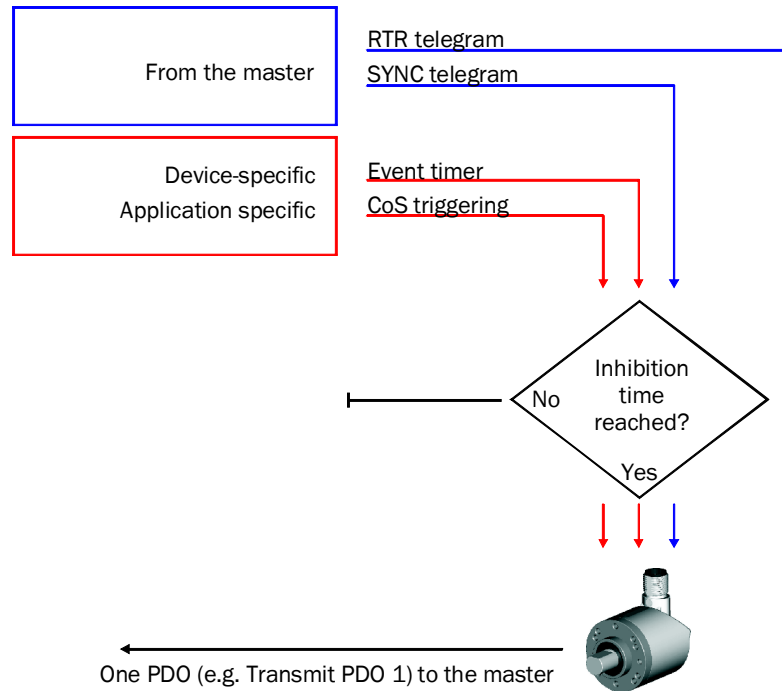 RTR telegram
From the master
SYNC telegram
Device-specific
Event timer
Application specific
CoS triggering
Inhibition
time
No
reached?
Yes
One PDO (e.g. Transmit PDO 1) to the master